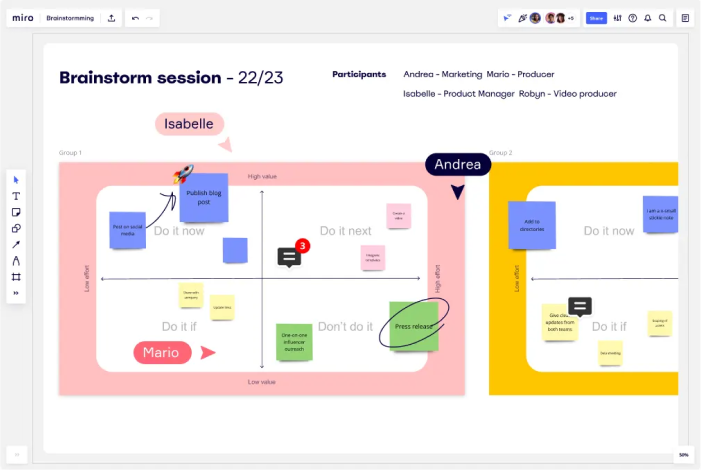 miro
Brainstormming
+6
Share
Brainstorm session - 22/23
Participants
Andrea - Marketing Mario - Producer
Isabelle - Product Manager Robyn - Video producer
Isabelle
Andrea
Group 1
Group 2
High value
Publish blog
post
Post on social
media
Do it now
Do it next
3
Low effort
High effort
Do it if
Don't do it
Press release
One-on-one
influencer
outreach
Mario
Low value
Add to
directories
Do it now
Low effort
Give clear
updates from
both teams
Do it if
50%